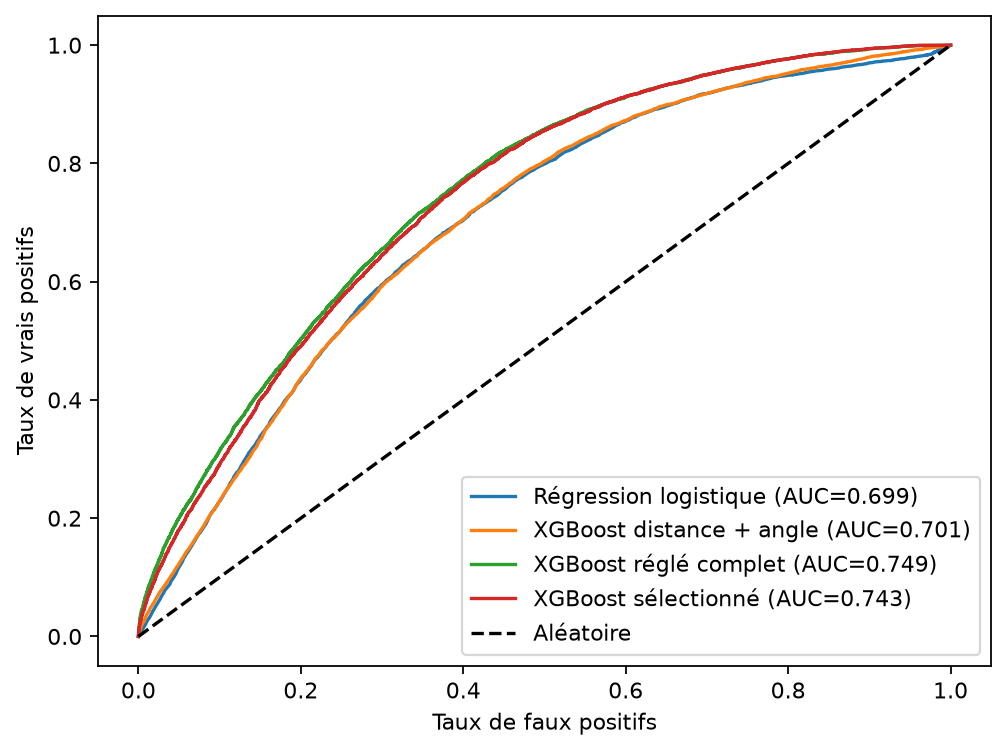 1.0
0.8
0.6
0.4
0.2
0.0
Taux de vrais positifs
Régression logistique (AUC=0.699)
XGBoost distance + angle (AUC=0.701)
XGBoost réglé complet (AUC=0.749)
XGBoost sélectionné (AUC=0.743)
Aléatoire
0.0 0.2 0.4 0.6 0.8 1.0
Taux de faux positifs